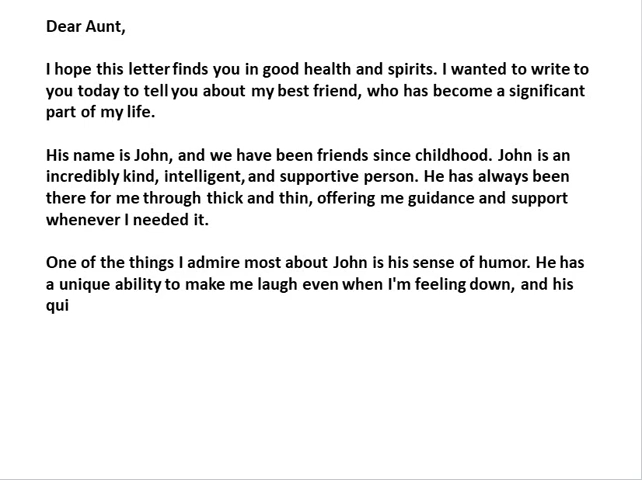 Dear Aunt,
I hope this letter finds you in good health and spirits. I wanted to write to
you today to tell you about my best friend, who has become a significant
part of my life.
His name is John, and we have been friends since childhood. John is an
incredibly kind, intelligent, and supportive person. He has always been
there for me through thick and thin, offering me guidance and support
whenever I needed it.
One of the things I admire most about John is his sense of humor. He has
a unique ability to make me laugh even when I'm feeling down, and his
qui